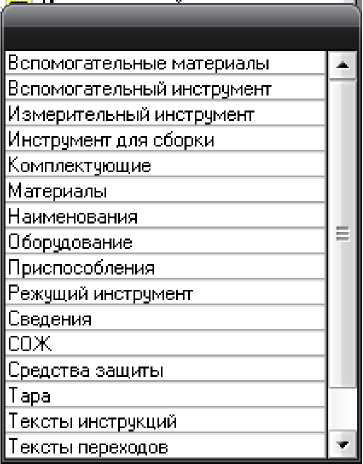 Вспомогательные материалы
Вспомогательный инструмент
Измерительный инструмент
Инструмент для сборки
Комплектующие
Материалы
Наименования
Оборудование
Приспособления
Режущий инструмент
Сведения
СОЖ
Средства защиты
Тара
Тексты инструкций
Тексты переходов